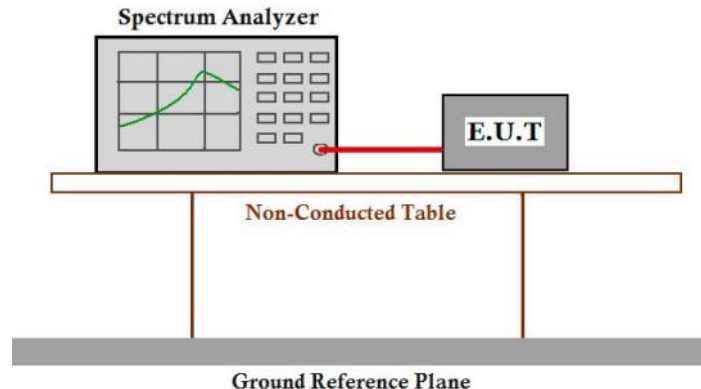 Spectrum Analyzer
E.U.T
Non-Conducted Table
Ground Reference Plane